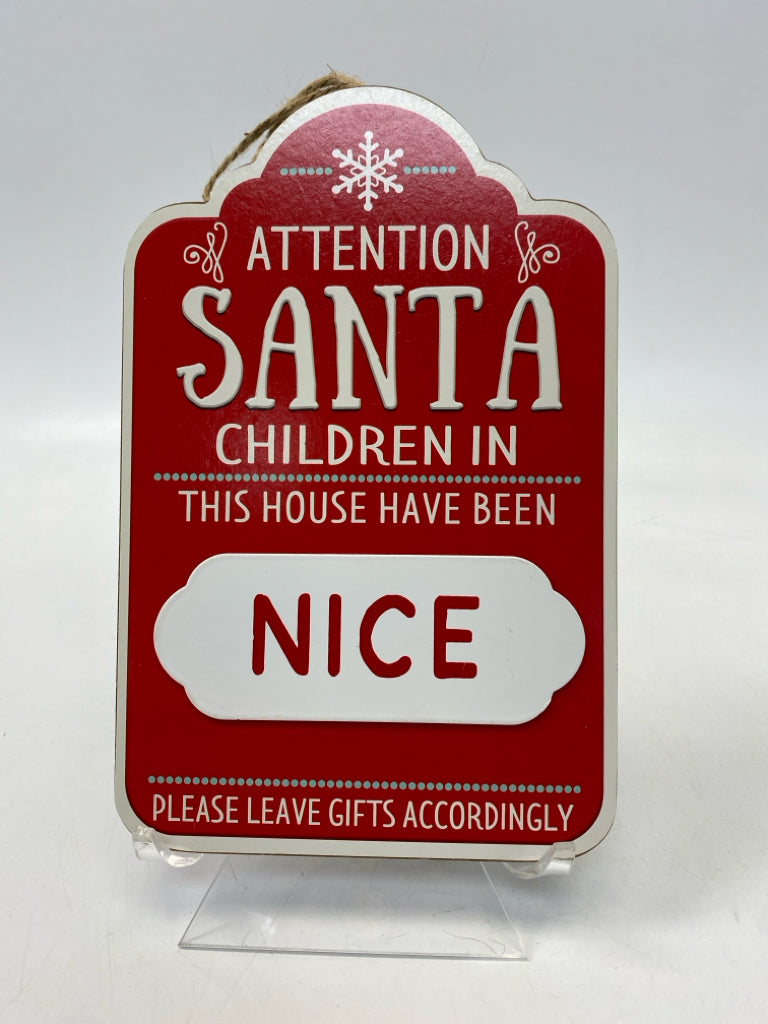 ATTENTION
SANTA
CHILDREN IN
THIS HOUSE HAVE BEEN
NICE
PLEASE LEAVE GIFTS ACCORDINGLY